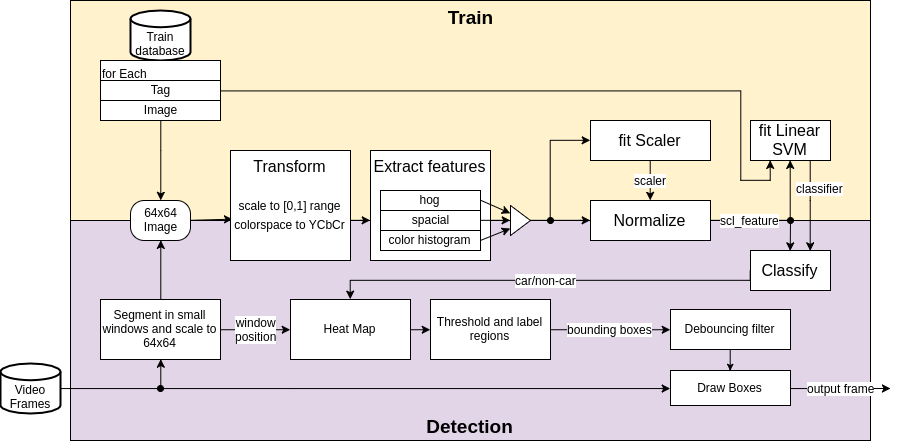 Train
Train
database
for Each
Tag
Image
64x64
Image
Transform
scale to [0,1] range
colorspace to YCbCr
Extract features
hog
spacial
color histogram
fit Scaler
scaler
Normalize
scl_feature
fit Linear
SVM
classifier
Classify
car/non-car
Segment in small
windows and scale to
64x64
window
position
Heat Map
Threshold and label
regions
bounding boxes
Debouncing filter
Video
Frames
Draw Boxes
output frame
Detection